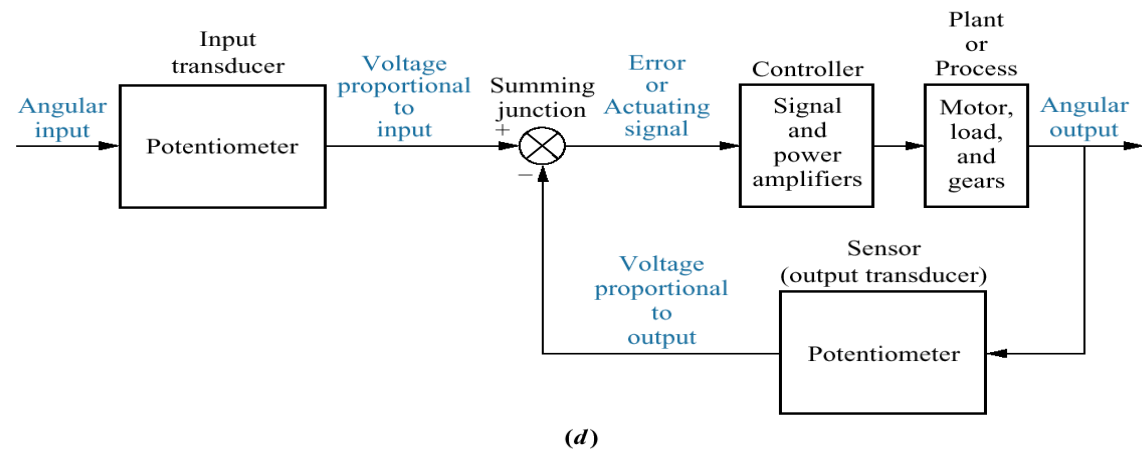 Input
transducer
Angular
input
Potentiometer
Voltage
proportional
to
input
Summing
junction
+
−
Error
or
Actuating
signal
Controller
Signal
and
power
amplifiers
Plant
or
Process
Motor,
load,
and
gears
Angular
output
Voltage
proportional
to
output
Sensor
(output transducer)
Potentiometer
(d)